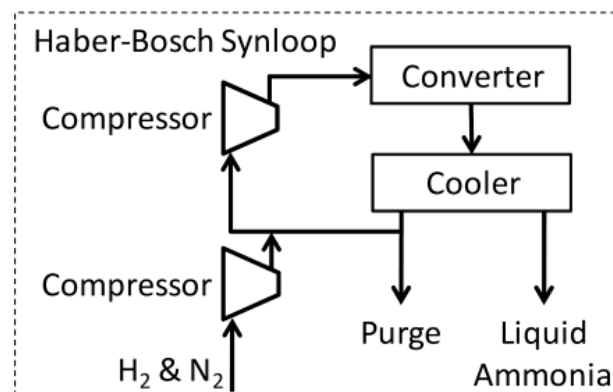 Haber-Bosch Synloop
Converter
Compressor
Cooler
Compressor
Purge
Liquid
Ammonia
H₂ & N₂